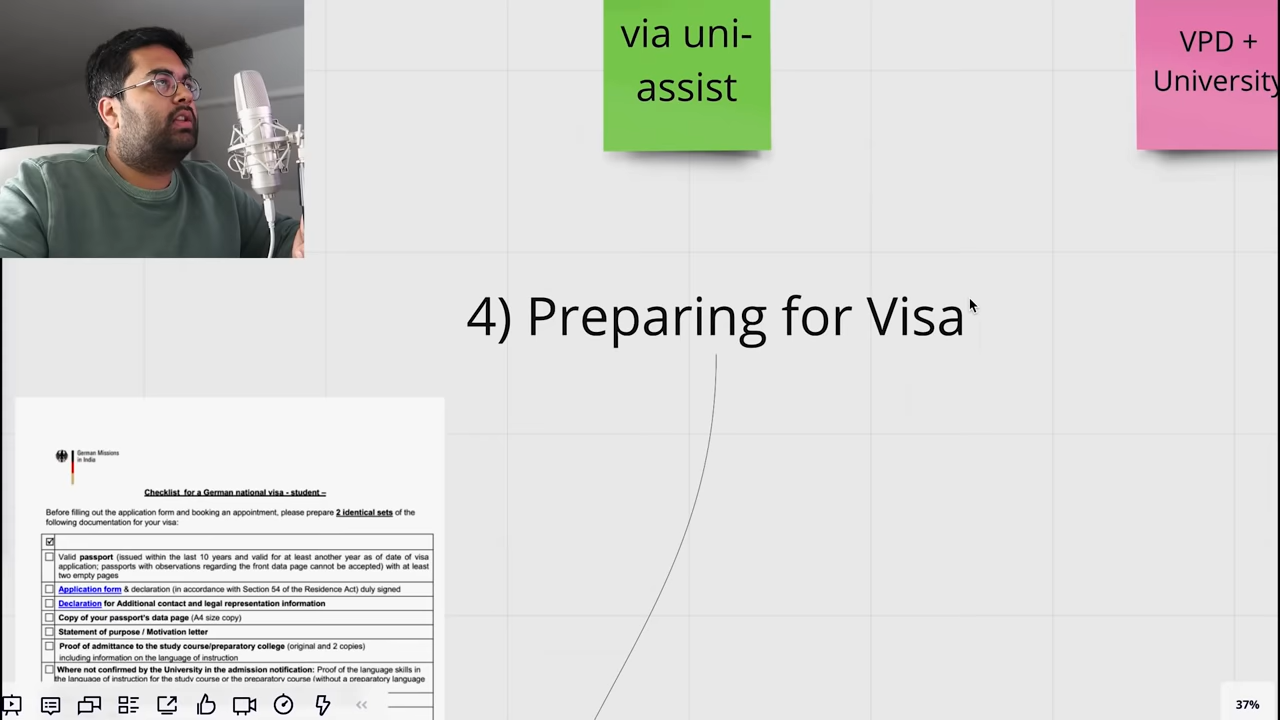 via uni-
assist
VPD +
University
4) Preparing for Visa
German Missions
in India
Checklist for a German national visa - student –
Before filling out the application form and booking an appointment, please prepare 2 identical sets of the
following documentation for your visa:
Valid passport (issued within the last 10 years and valid for at least another year as of date of visa
application; passports with observations regarding the front data page cannot be accepted) with at least
two empty pages
Application form & declaration (in accordance with Section 54 of the Residence Act) duly signed
Declaration for Additional contact and legal representation information
Copy of your passport's data page (A4 size copy)
Statement of purpose / Motivation letter
Proof of admittance to the study course/preparatory college (original and 2 copies)
including information on the language of instruction
Where not confirmed by the University in the admission notification: Proof of the language skills in
the language of instruction for the study course or the preparatory course (without a preparatory language
37%